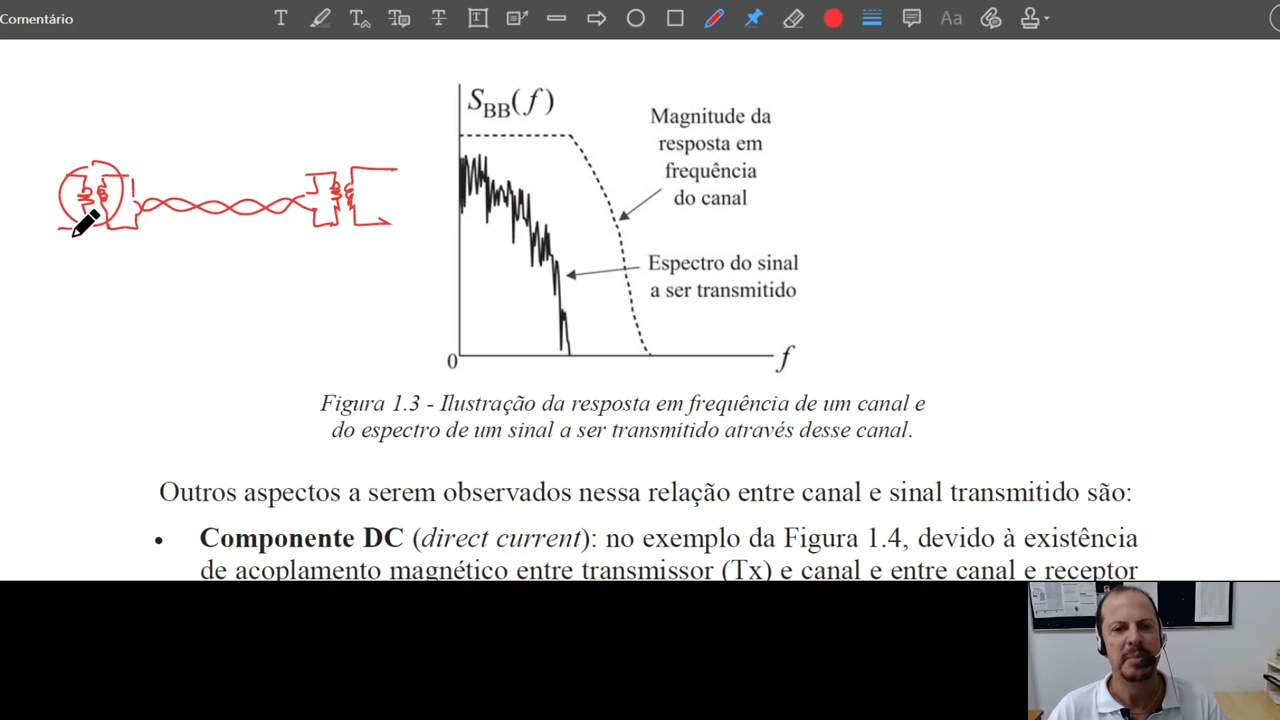 Comentário
T T T T T Aa
S_BB(f)
Magnitude da
resposta em
frequência
do canal
Espectro do sinal
a ser transmitido
0
f
Figura 1.3 - Ilustração da resposta em frequência de um canal e
do espectro de um sinal a ser transmitido através desse canal.
Outros aspectos a serem observados nessa relação entre canal e sinal transmitido são:
• Componente DC (direct current): no exemplo da Figura 1.4, devido à existência
de acoplamento magnético entre transmissor (Tx) e canal e entre canal e receptor